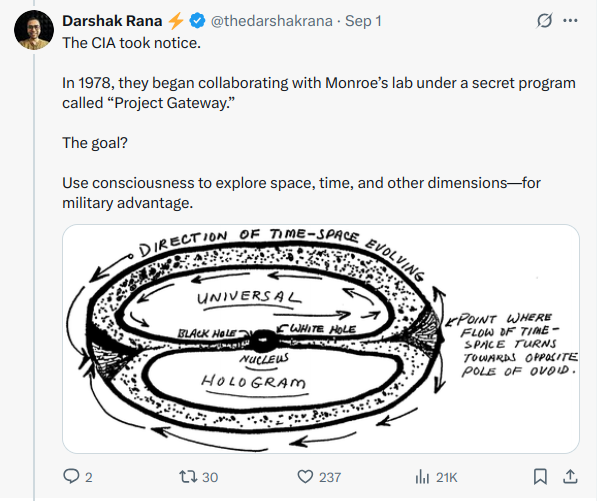 Darshak Rana ⚡ @thedarshakrana · Sep 1
The CIA took notice.
In 1978, they began collaborating with Monroe’s lab under a secret program
called “Project Gateway.”
The goal?
Use consciousness to explore space, time, and other dimensions—for
military advantage.
DIRECTION OF TIME-SPACE EVOLVING
UNIVERSAL
BLACK HOLE
WHITE HOLE
NUCLEUS
HOLOGRAM
POINT WHERE
FLOW OF TIME-
SPACE TURNS
TOWARDS OPPOSITE
POLE OF OVOID.
2 30 237 21K